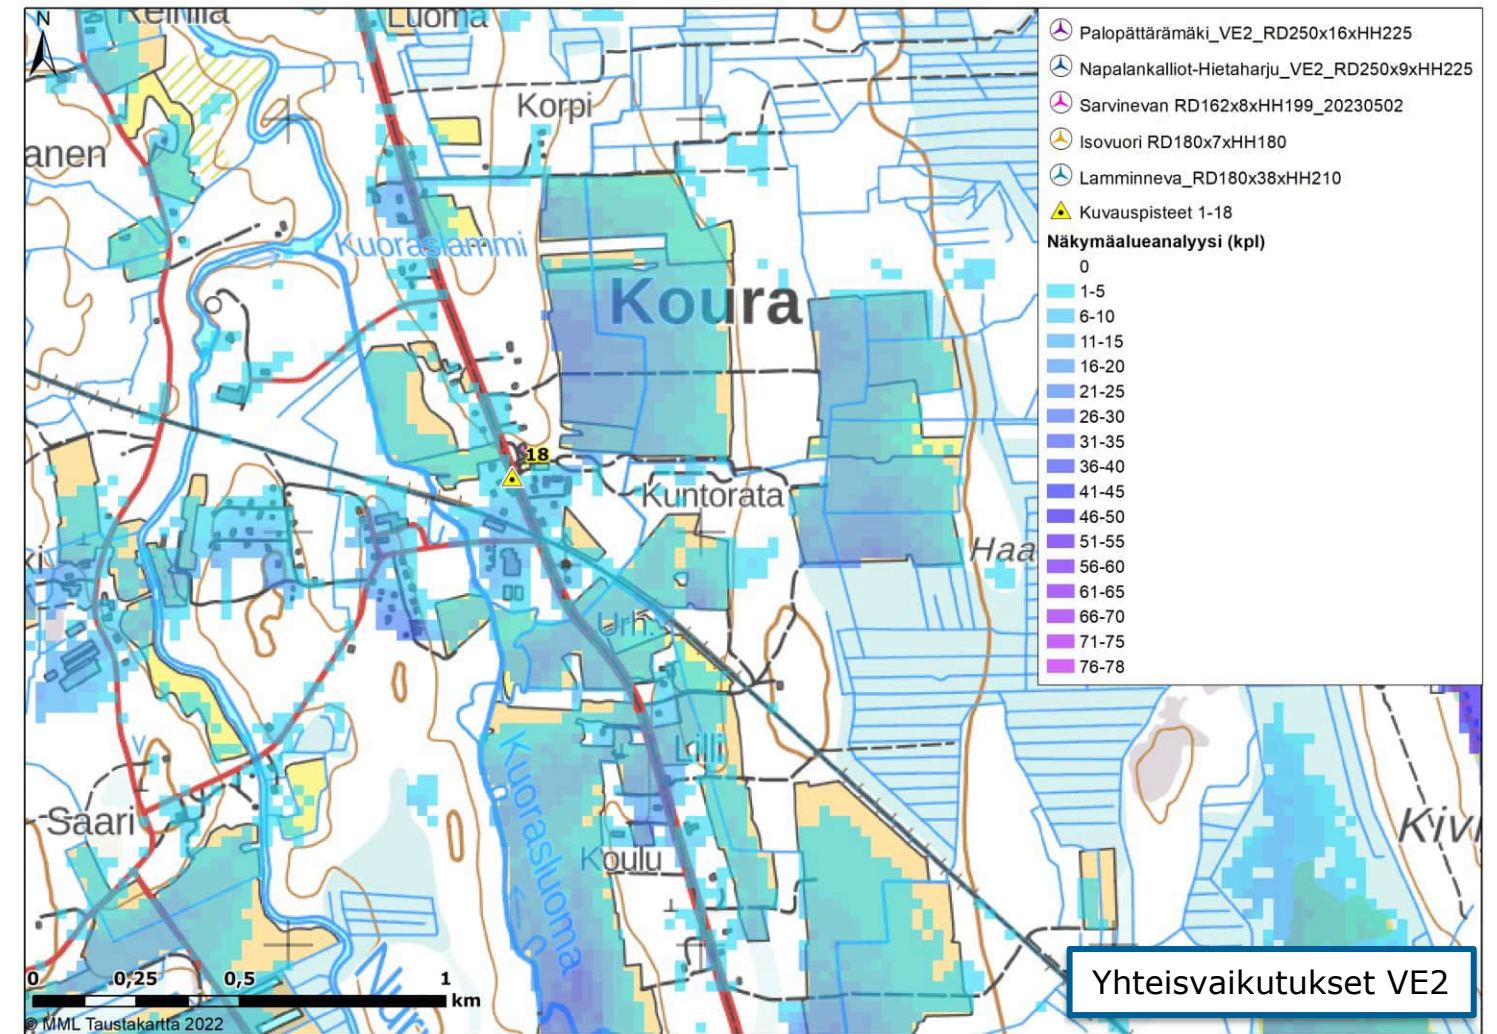 N
Reinilä
Luoma
Palopättärämäki_VE2_RD250x16xHH225
Napalankalliot-Hietaharju_VE2_RD250x9xHH225
Sarvinevan RD162x8xHH199_20230502
Isovuori RD180x7xHH180
Lamminneva_RD180x38xHH210
Kuvauspisteet 1-18
Näkymäalueanalyysi (kpl)
0
1-5
6-10
11-15
16-20
21-25
26-30
31-35
36-40
41-45
46-50
51-55
56-60
61-65
66-70
71-75
76-78
Korpi
anen
Kuoraslammi
Koura
18
Kuntorata
Haa
Urh.
Lilli
Kuorasluoma
Saari
Koulu
Kivi
Nurm
0 0,25 0,5 1
km
© MML Taustakartta 2022
Yhteisvaikutukset VE2